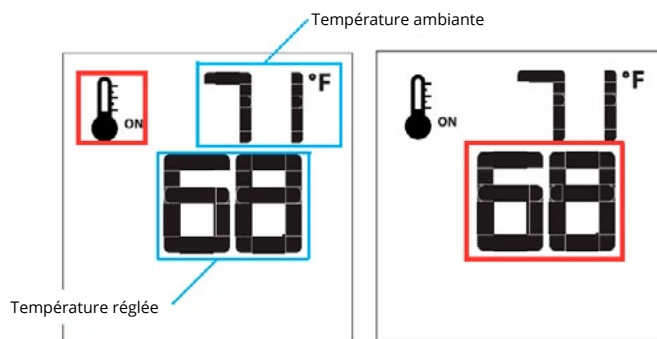 Température ambiante
71 °F
ON
68
Température réglée
71 °F
ON
68